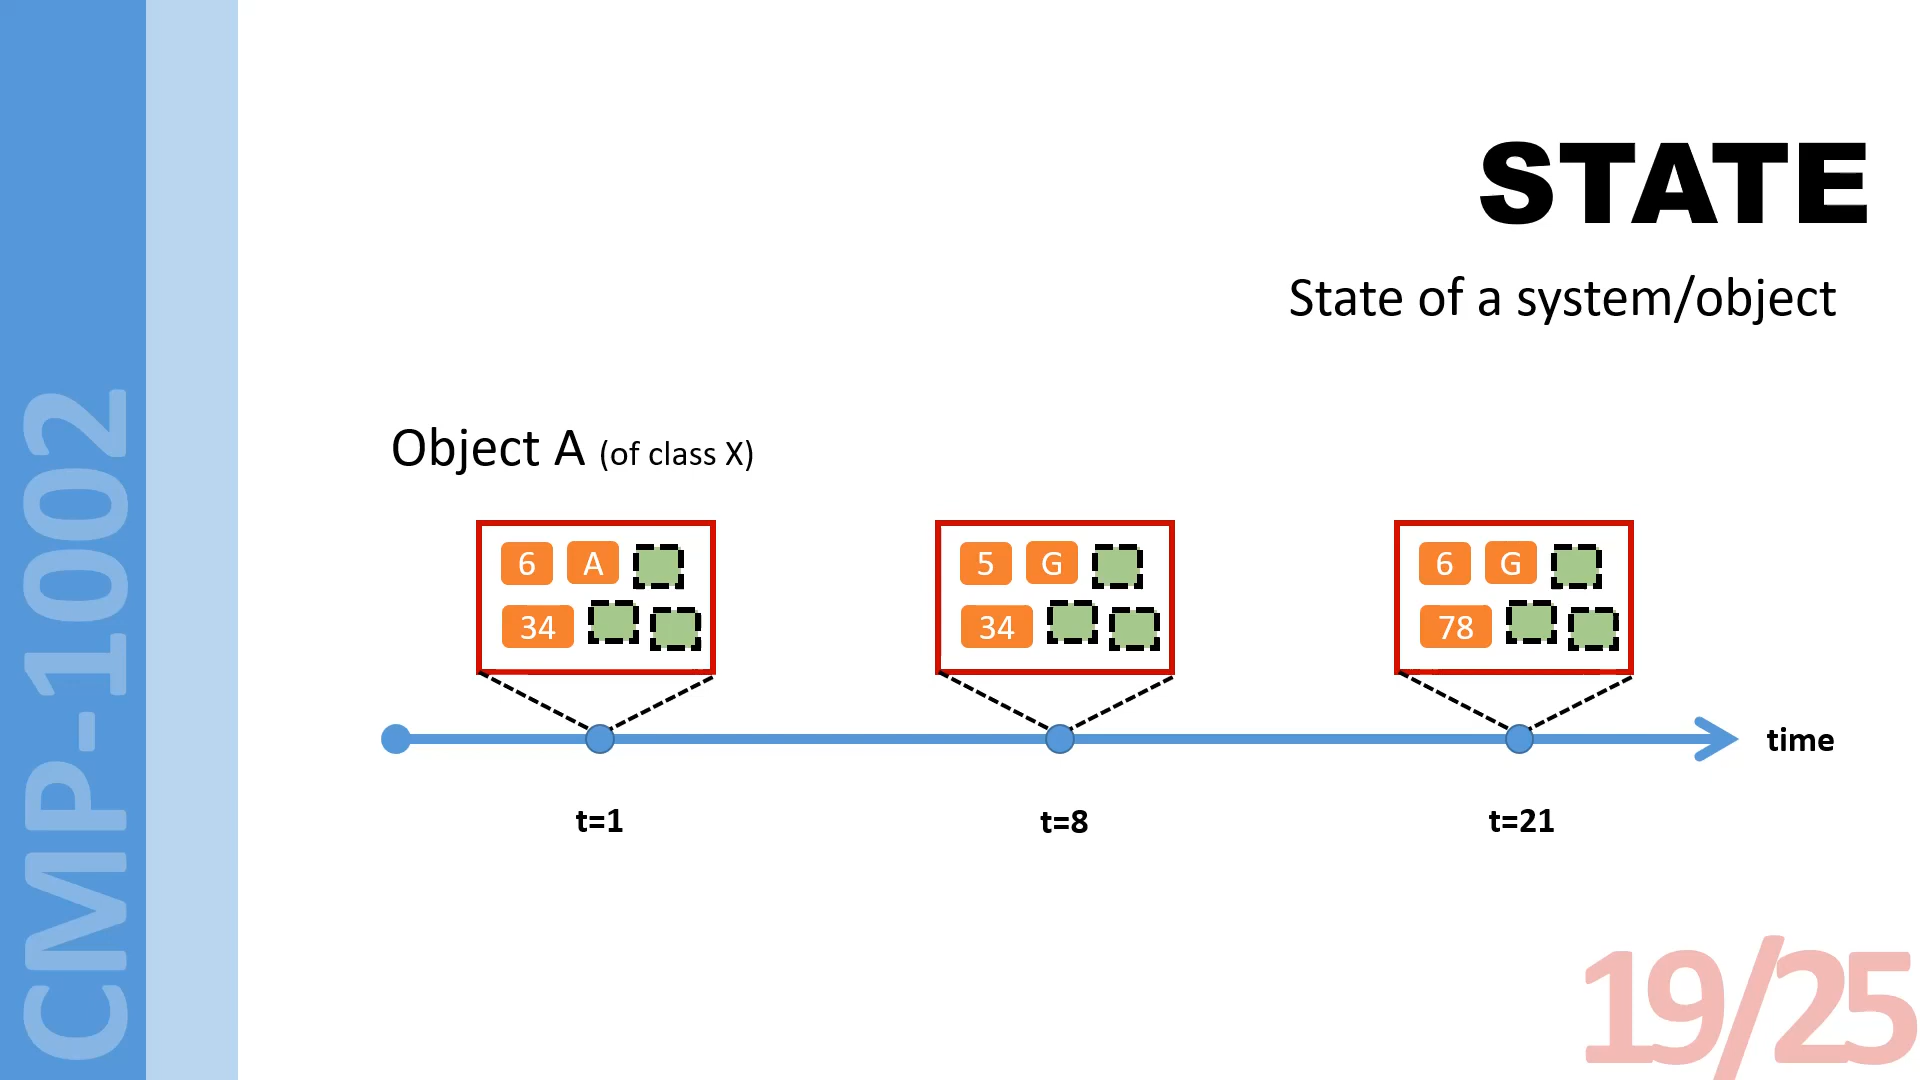 CMP-1002
STATE
State of a system/object
Object A (of class X)
6 A
34
5 G
34
6 G
78
time
t=1
t=8
t=21
19/25